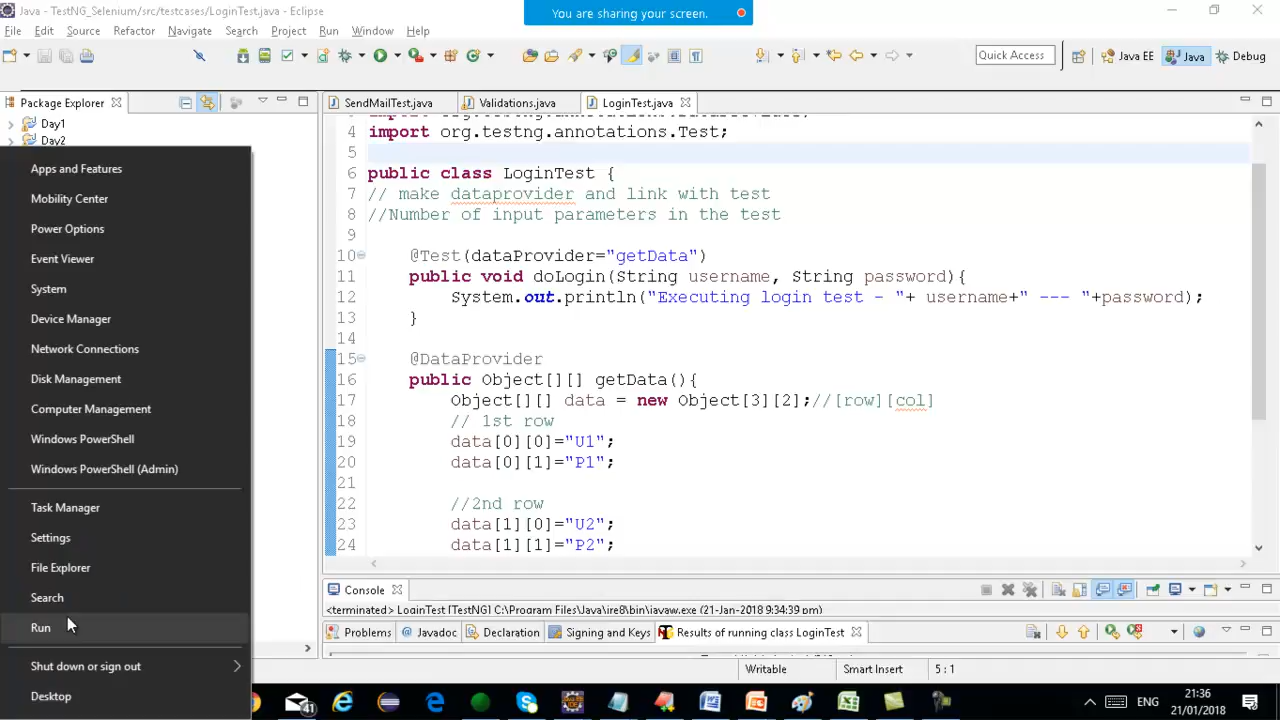 Java - TestNG_Selenium/src/testcases/LoginTest.java - Eclipse
You are sharing your screen.
File Edit Source Refactor Navigate Search Project Run Window Help
Quick Access
Java EE
Java
Debug
Package Explorer
SendMailTest.java
Validations.java
LoginTest.java
Day1
Day2
Apps and Features
Mobility Center
Power Options
Event Viewer
System
Device Manager
Network Connections
Disk Management
Computer Management
Windows PowerShell
Windows PowerShell (Admin)
Task Manager
Settings
File Explorer
Search
Run
Shut down or sign out
Desktop
4 import org.testng.annotations.Test;
5
6 public class LoginTest {
7 // make dataprovider and link with test
8 //Number of input parameters in the test
9
10 @Test(dataProvider="getData")
11 public void doLogin(String username, String password){
12 System.out.println("Executing login test - "+ username+" --- "+password);
13 }
14
15 @DataProvider
16 public Object[][] getData(){
17 Object[][] data = new Object[3][2];//[row][col]
18 // 1st row
19 data[0][0]="U1";
20 data[0][1]="P1";
21
22 //2nd row
23 data[1][0]="U2";
24 data[1][1]="P2";
Console
<terminated> LoginTest [TestNG] C:\Program Files\Java\jre8\bin\javaw.exe (21-Jan-2018 9:34:39 pm)
Problems
Javadoc
Declaration
Signing and Keys
Results of running class LoginTest
Writable
Smart Insert
5 : 1
41
ENG
21:36
21/01/2018